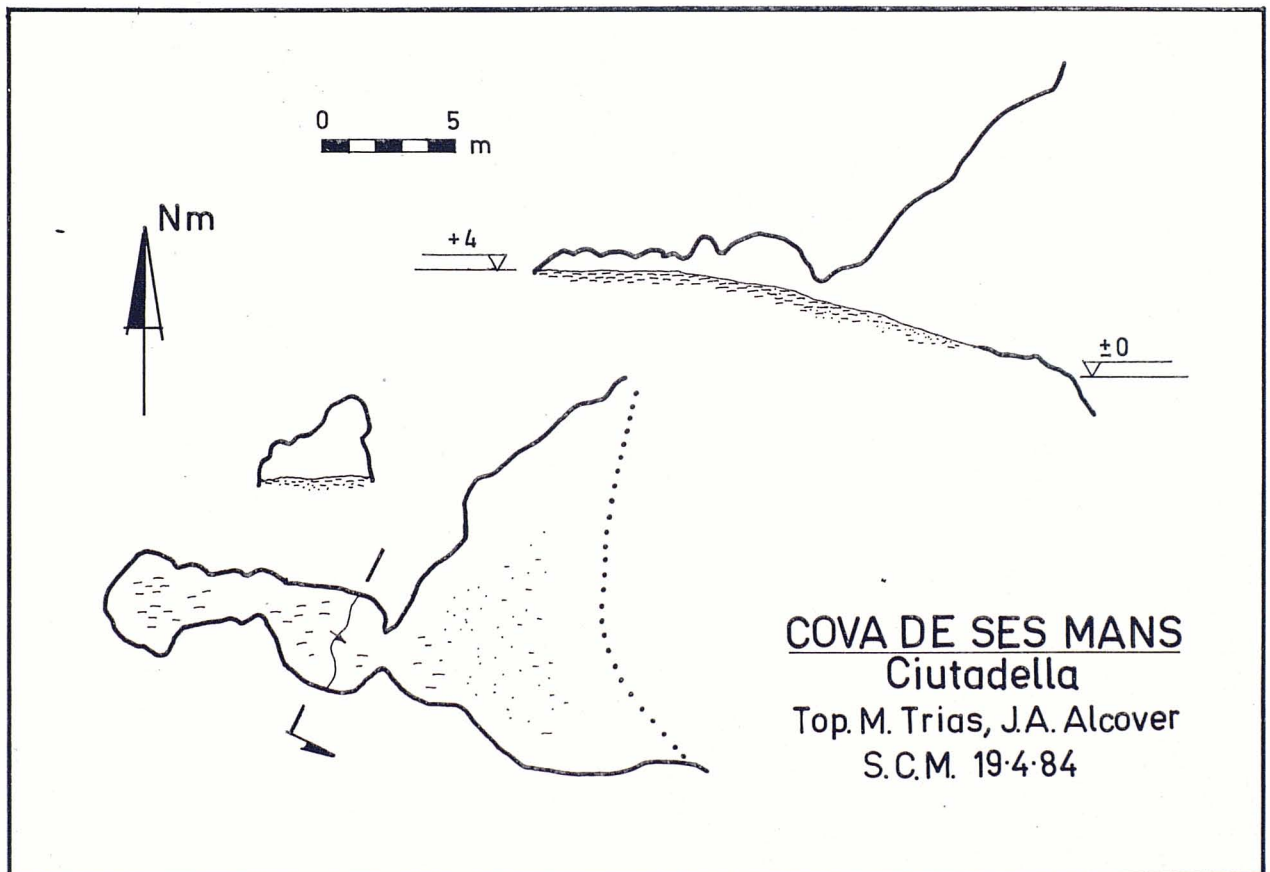 0 5 m
Nm
+4
±0
COVA DE SES MANS
Ciutadella
Top. M. Trias, J.A. Alcover
S.C.M. 19·4·84